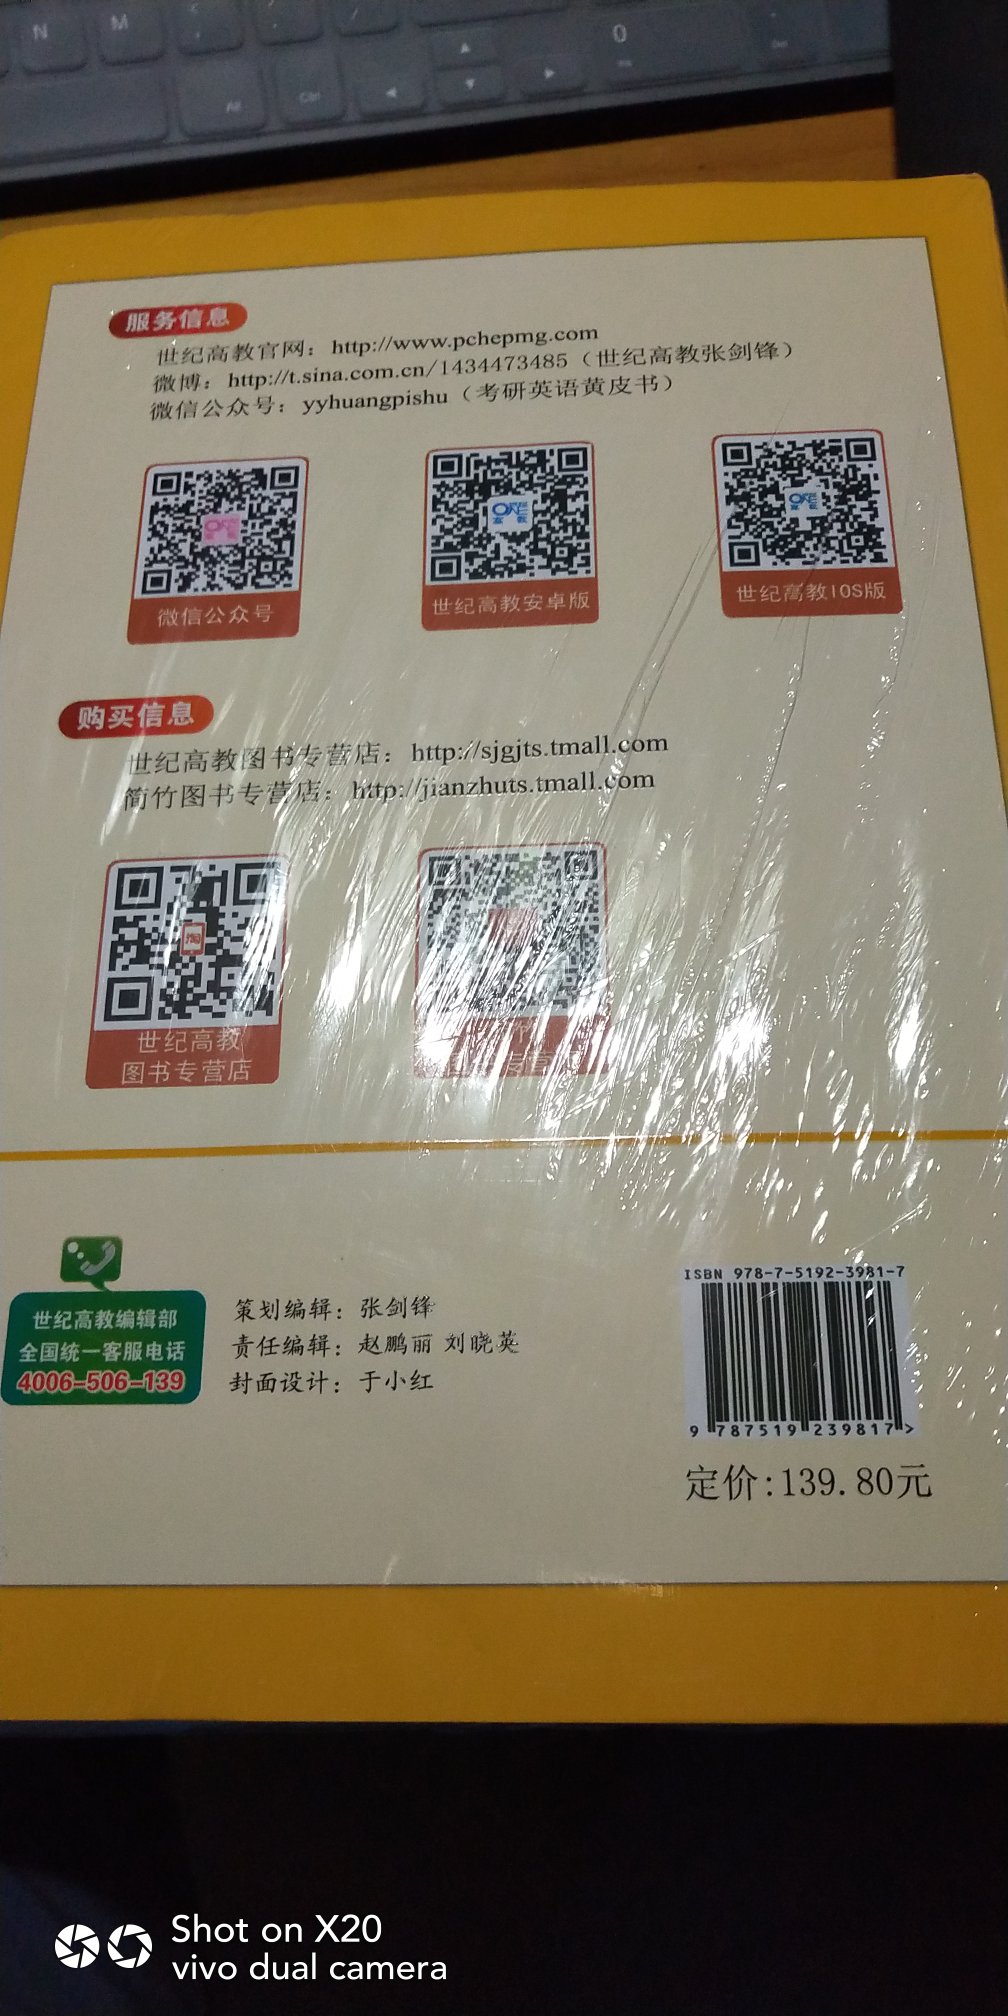 N M < > / 0
Alt Ctrl
服务信息
世纪高教官网：http://www.pchepmg.com
微博：http://t.sina.com.cn/1434473485（世纪高教张剑锋）
微信公众号：yyhuangpishu（考研英语黄皮书）
微信公众号 世纪高教安卓版 世纪高教IOS版
购买信息
世纪高教图书专营店：http://sjgjts.tmall.com
简竹图书专营店：http://jianzhuts.tmall.com
淘
世纪高教
图书专营店
竹
专营
ISBN 978-7-5192-3981-7
世纪高教编辑部
全国统一客服电话
4006-506-139
策划编辑：张剑锋
责任编辑：赵鹏丽 刘晓英
封面设计：于小红
9 787519 239817 >
定价:139.80元
Shot on X20
vivo dual camera